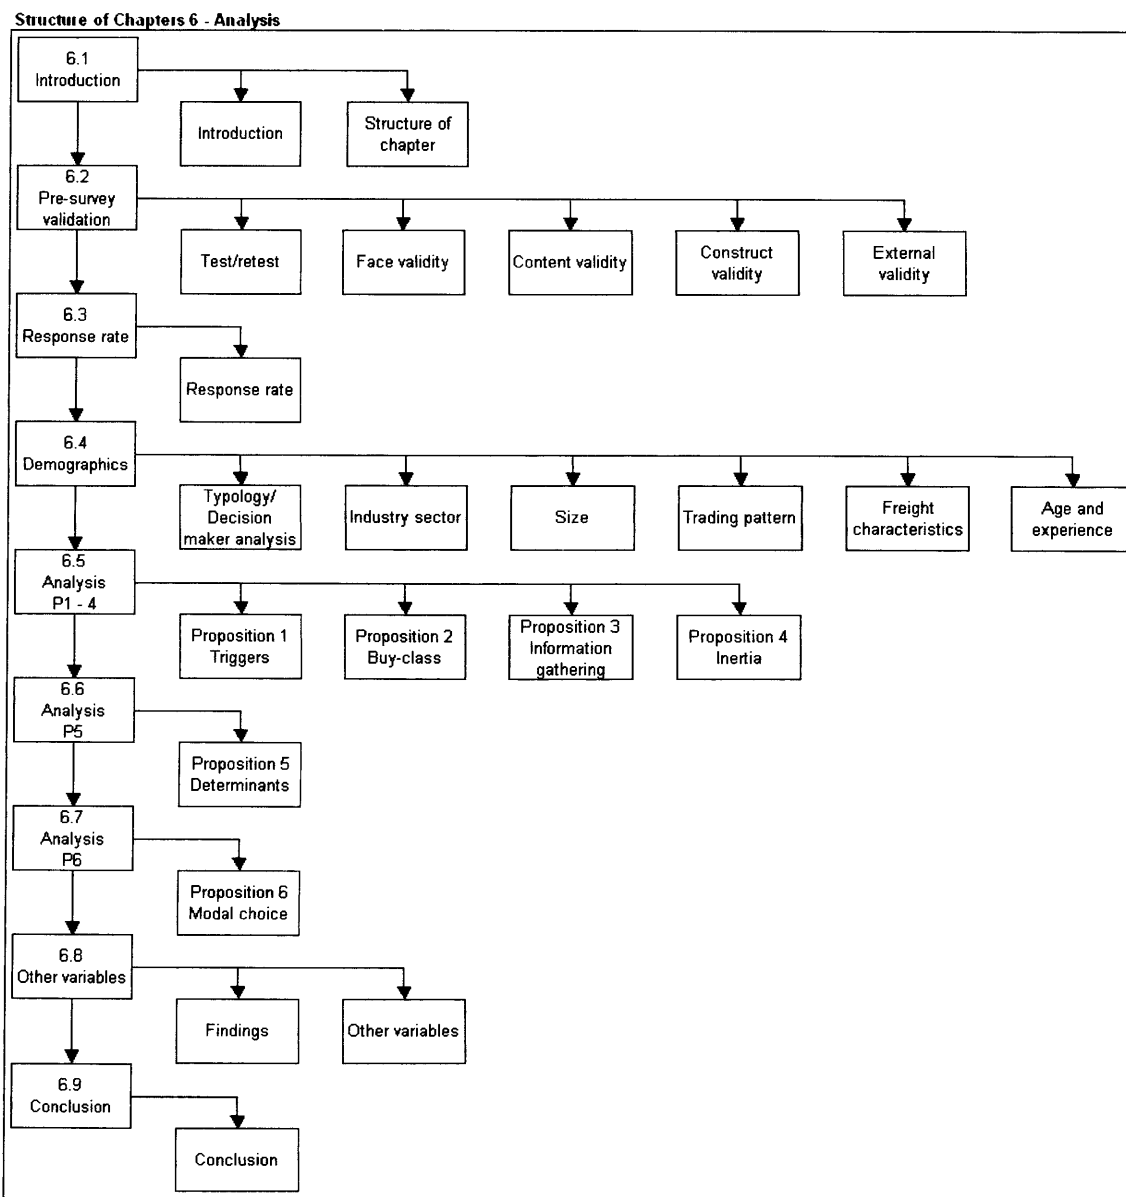 Structure of Chapters 6 - Analysis
6.1
Introduction
Introduction
Structure of
chapter
6.2
Pre-survey
validation
Test/retest
Face validity
Content validity
Construct
validity
External
validity
6.3
Response rate
Response rate
6.4
Demographics
Typology/
Decision
maker analysis
Industry sector
Size
Trading pattern
Freight
characteristics
Age and
experience
6.5
Analysis
P1 - 4
Proposition 1
Triggers
Proposition 2
Buy-class
Proposition 3
Information
gathering
Proposition 4
Inertia
6.6
Analysis
P5
Proposition 5
Determinants
6.7
Analysis
P6
Proposition 6
Modal choice
6.8
Other variables
Findings
Other variables
6.9
Conclusion
Conclusion